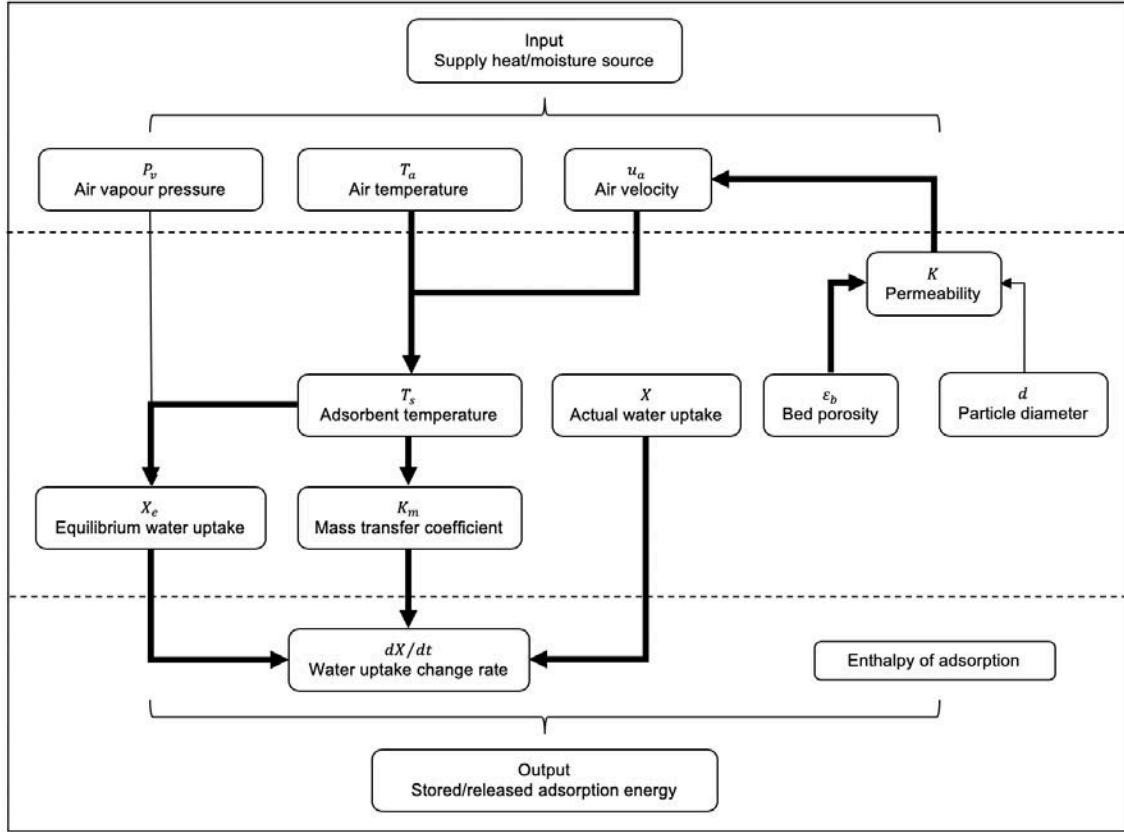 Input
Supply heat/moisture source
P_v
Air vapour pressure
T_a
Air temperature
u_a
Air velocity
K
Permeability
T_s
Adsorbent temperature
X
Actual water uptake
ε_b
Bed porosity
d
Particle diameter
X_e
Equilibrium water uptake
K_m
Mass transfer coefficient
dX/dt
Water uptake change rate
Enthalpy of adsorption
Output
Stored/released adsorption energy